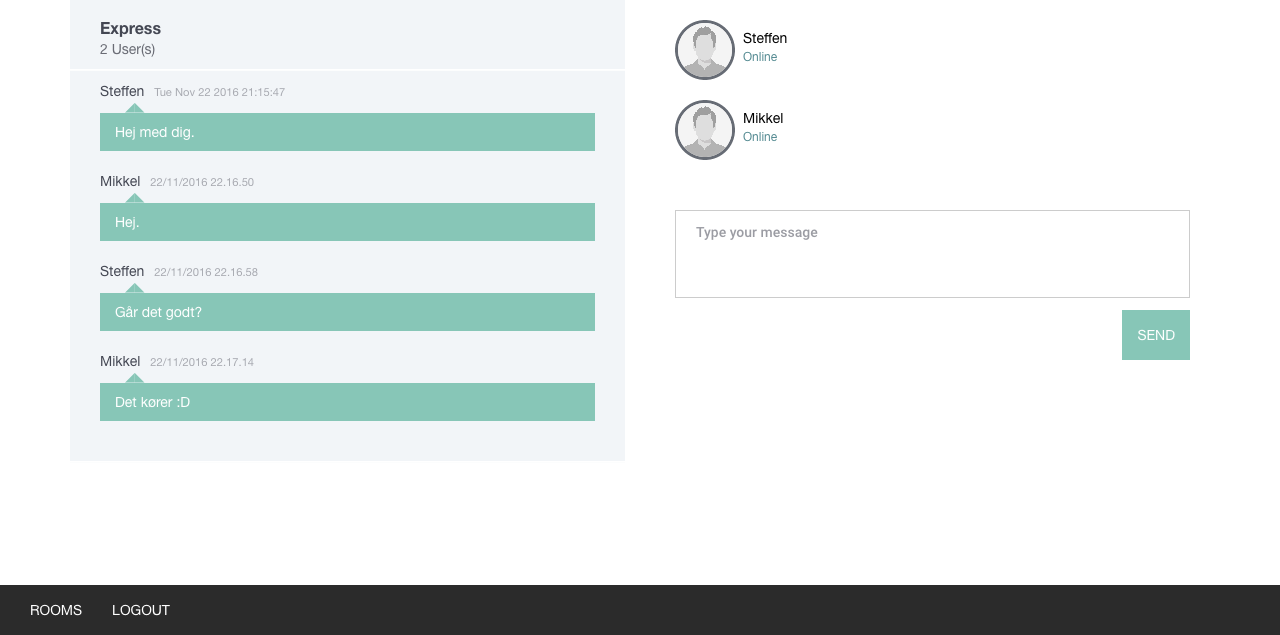 Express
2 User(s)
Steffen Tue Nov 22 2016 21:15:47
Hej med dig.
Mikkel 22/11/2016 22.16.50
Hej.
Steffen 22/11/2016 22.16.58
Går det godt?
Mikkel 22/11/2016 22.17.14
Det kører :D
Steffen
Online
Mikkel
Online
Type your message
SEND
ROOMS LOGOUT